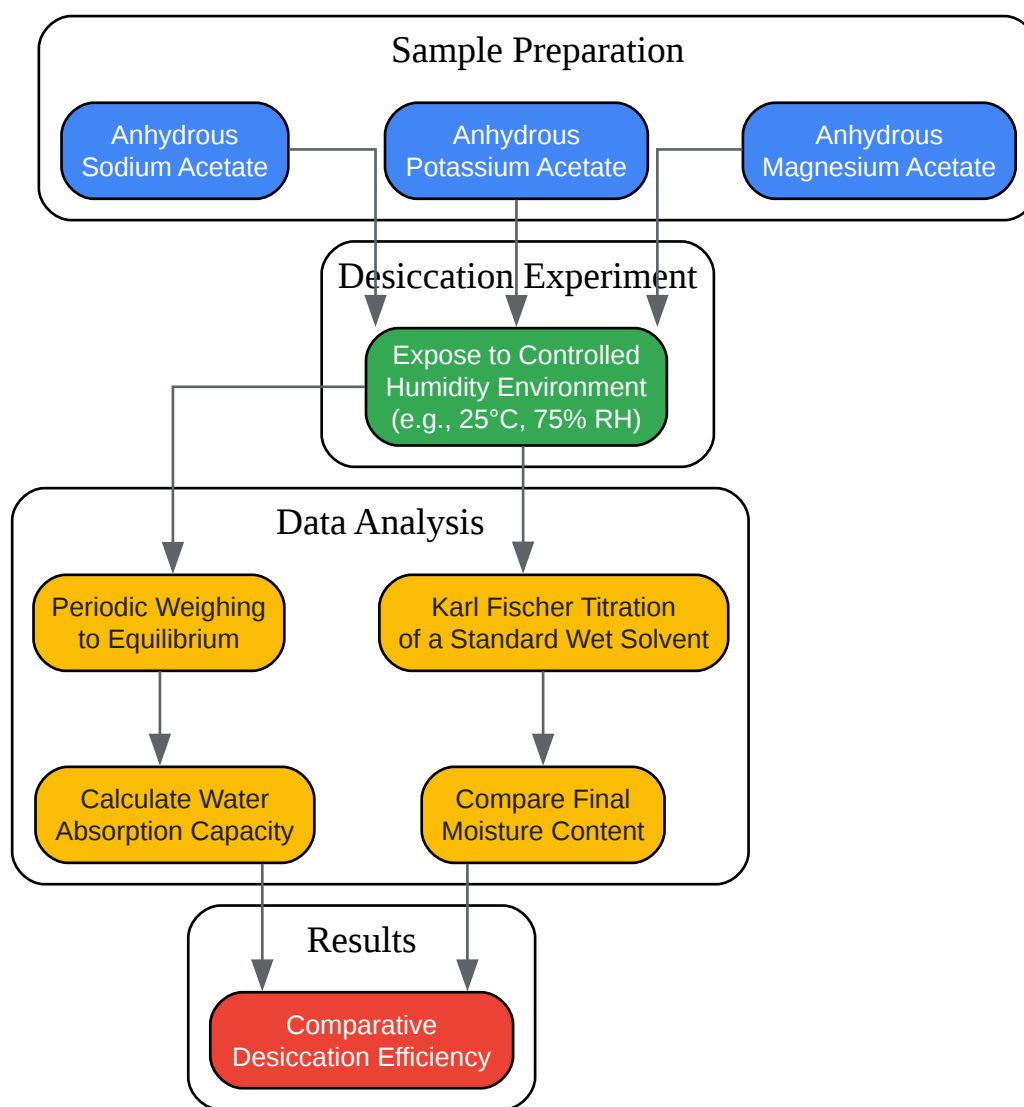 Sample Preparation
Anhydrous
Sodium Acetate
Anhydrous
Potassium Acetate
Anhydrous
Magnesium Acetate
Desiccation Experiment
Expose to Controlled
Humidity Environment
(e.g., 25°C, 75% RH)
Data Analysis
Periodic Weighing
to Equilibrium
Karl Fischer Titration
of a Standard Wet Solvent
Calculate Water
Absorption Capacity
Compare Final
Moisture Content
Results
Comparative
Desiccation Efficiency